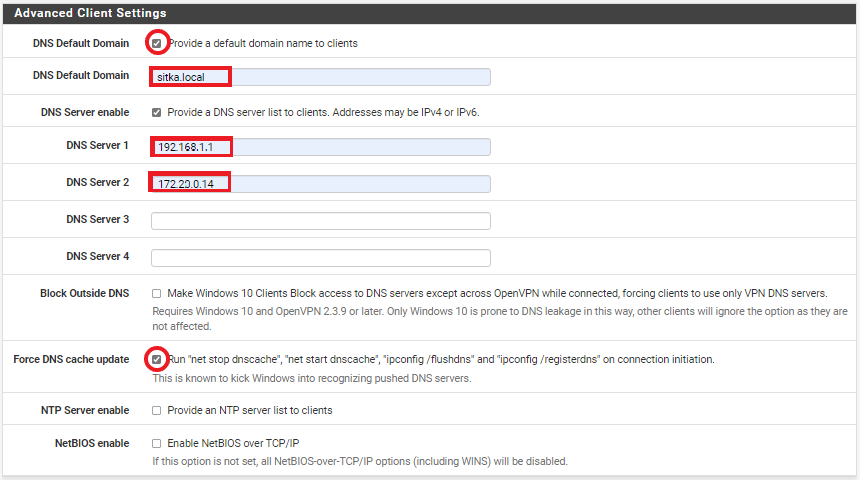 Advanced Client Settings
DNS Default Domain Provide a default domain name to clients
DNS Default Domain sitka.local
DNS Server enable Provide a DNS server list to clients. Addresses may be IPv4 or IPv6.
DNS Server 1 192.168.1.1
DNS Server 2 172.20.0.14
DNS Server 3
DNS Server 4
Block Outside DNS Make Windows 10 Clients Block access to DNS servers except across OpenVPN while connected, forcing clients to use only VPN DNS servers.
Requires Windows 10 and OpenVPN 2.3.9 or later. Only Windows 10 is prone to DNS leakage in this way, other clients will ignore the option as they are
not affected.
Force DNS cache update Run "net stop dnscache", "net start dnscache", "ipconfig /flushdns" and "ipconfig /registerdns" on connection initiation.
This is known to kick Windows into recognizing pushed DNS servers.
NTP Server enable Provide an NTP server list to clients
NetBIOS enable Enable NetBIOS over TCP/IP
If this option is not set, all NetBIOS-over-TCP/IP options (including WINS) will be disabled.